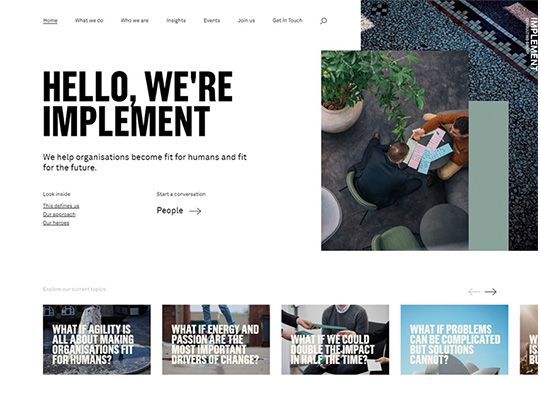 Home What we do Who we are Insights Events Join us Get In Touch
IMPLEMENT
HELLO, WE'RE
IMPLEMENT
We help organisations become fit for humans and fit
for the future.
Look inside
Start a conversation
This defines us
Our approach
Our heroes
People
Explore our current topics
WHAT IF AGILITY IS
ALL ABOUT MAKING
ORGANISATIONS FIT
FOR HUMANS?
WHAT IF ENERGY AND
PASSION ARE THE
MOST IMPORTANT
DRIVERS OF CHANGE?
WHAT IF WE COULD
DOUBLE THE IMPACT
IN HALF THE TIME?
WHAT IF PROBLEMS
CAN BE COMPLICATED
BUT SOLUTIONS
CANNOT?